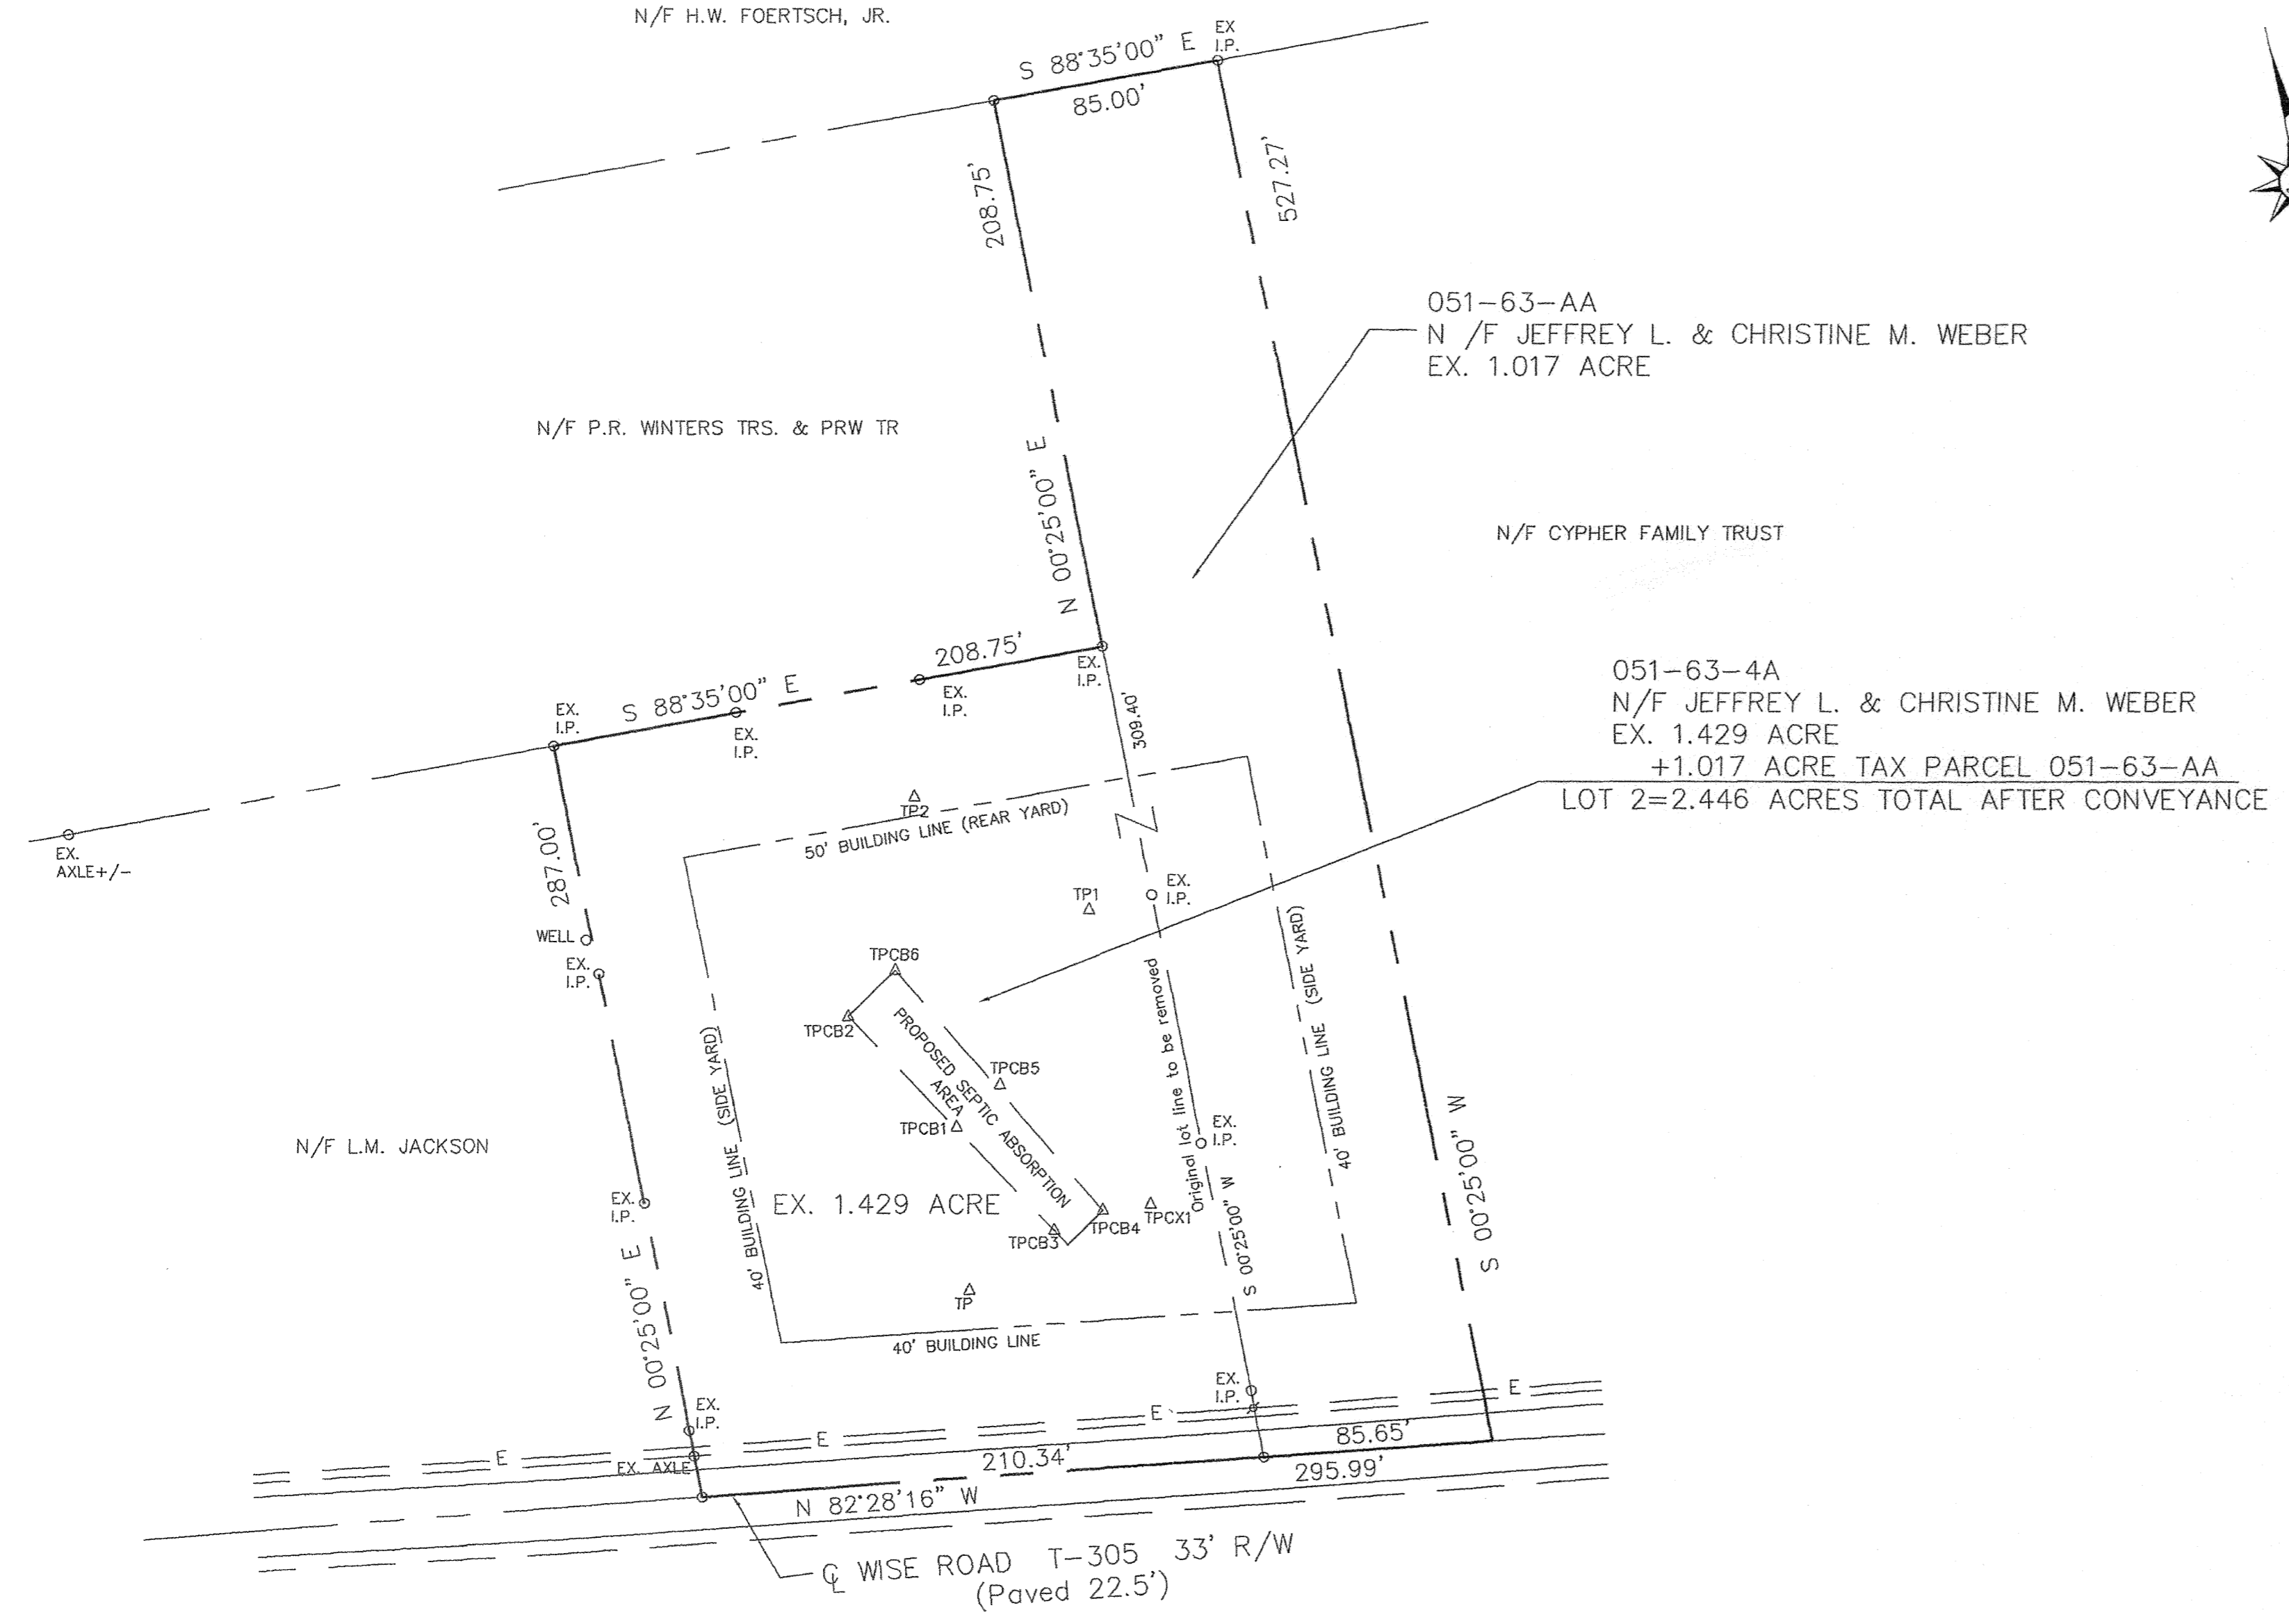 N/F H.W. FOERTSCH, JR.
S 88°35'00" E
EX
I.P.
85.00'
208.75'
527.27'
051-63-AA
N /F JEFFREY L. & CHRISTINE M. WEBER
EX. 1.017 ACRE
N/F P.R. WINTERS TRS. & PRW TR
N 00°25'00" E
N/F CYPHER FAMILY TRUST
208.75'
EX.
I.P.
EX.
I.P.
S 88°35'00" E
EX.
I.P.
EX.
I.P.
309.40'
051-63-4A
N/F JEFFREY L. & CHRISTINE M. WEBER
EX. 1.429 ACRE
+1.017 ACRE TAX PARCEL 051-63-AA
LOT 2=2.446 ACRES TOTAL AFTER CONVEYANCE
EX.
AXLE+/-
287.00'
TP2
50' BUILDING LINE (REAR YARD)
TP1
EX.
I.P.
WELL
EX.
I.P.
TPCB6
TPCB2
PROPOSED SEPTIC ABSORPTION
AREA
TPCB5
TPCB1
TPCB3
TPCB4
TPCX1
Original lot line to be removed
EX.
I.P.
40' BUILDING LINE (SIDE YARD)
40' BUILDING LINE (SIDE YARD)
N/F L.M. JACKSON
EX. 1.429 ACRE
EX.
I.P.
N 00°25'00" E
S 00°25'00" W
S 00°25'00" W
TP
40' BUILDING LINE
EX.
I.P.
EX.
I.P.
E
E
E
E
EX. AXLE
210.34'
85.65'
295.99'
N 82°28'16" W
℄ WISE ROAD T-305 33' R/W
(Paved 22.5')